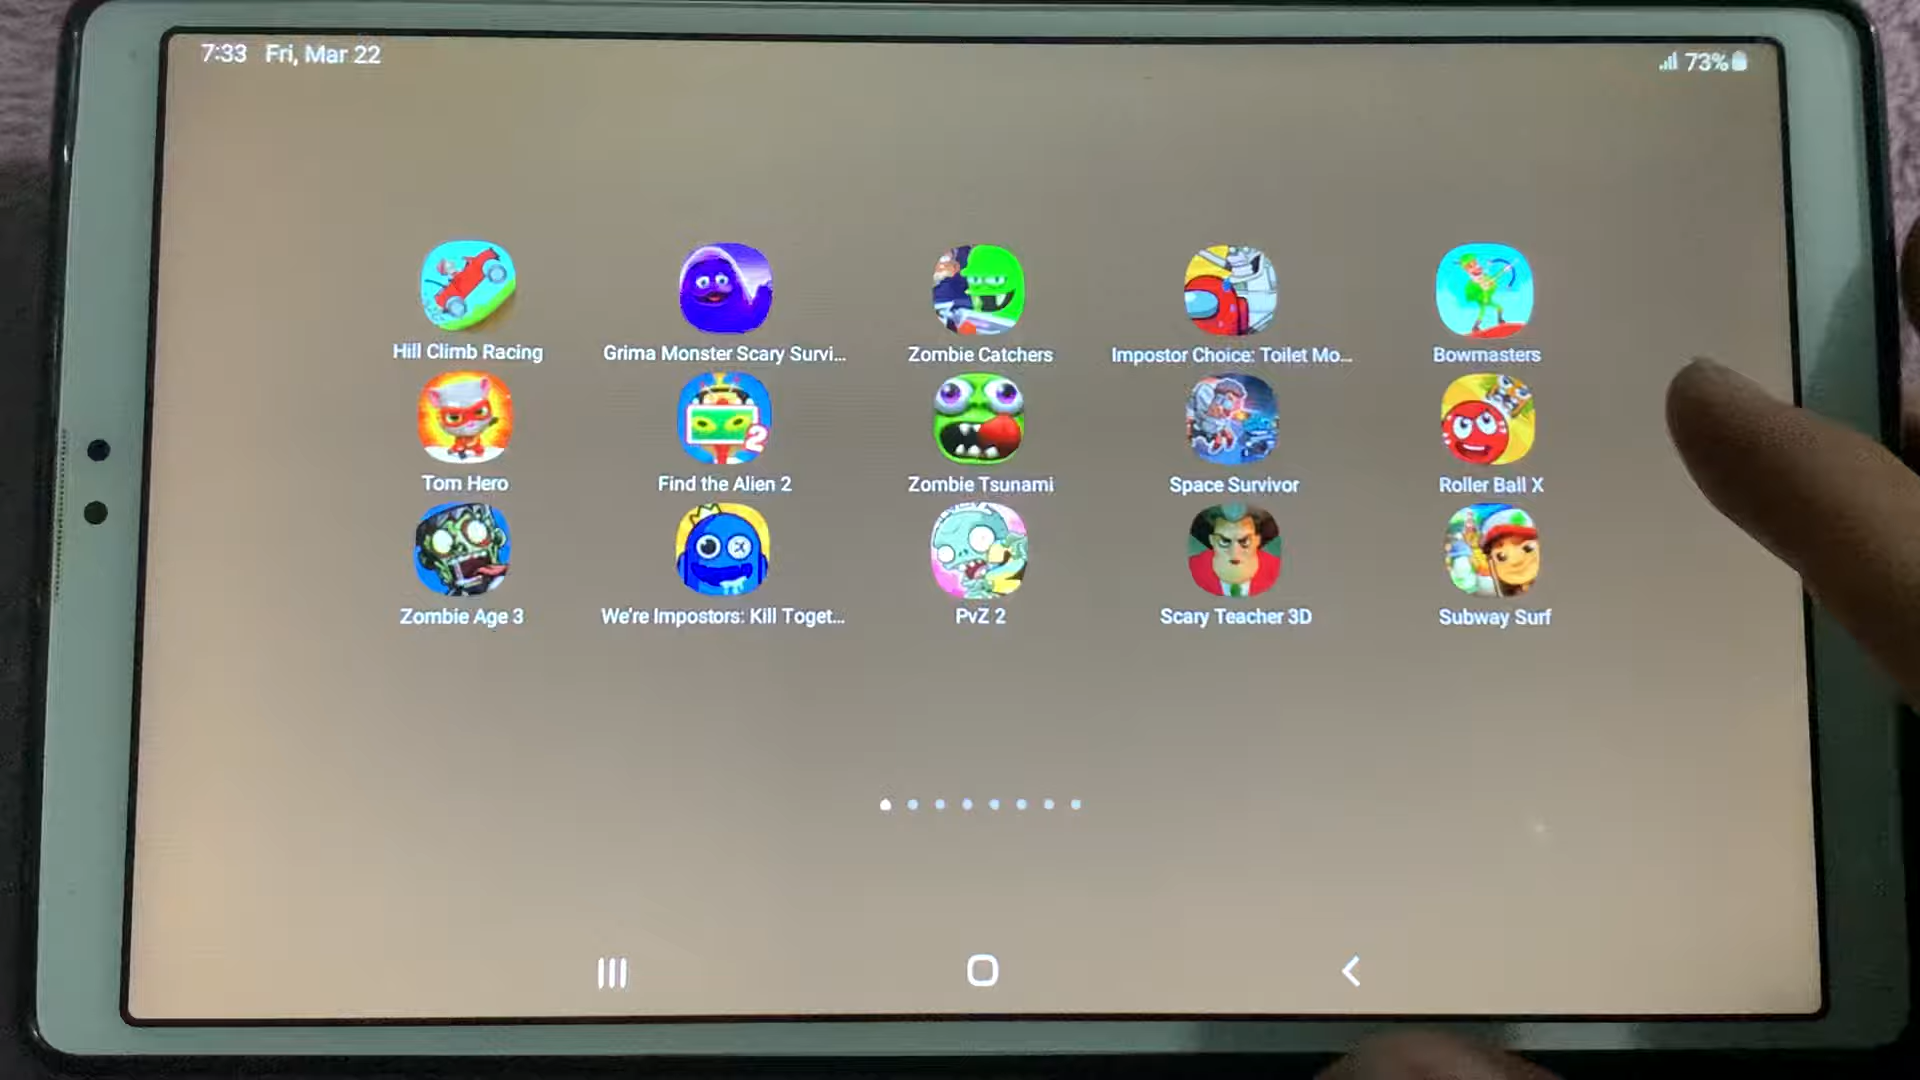 7:33 Fri, Mar 22
73%
Hill Climb Racing
Grima Monster Scary Survi...
Zombie Catchers
Impostor Choice: Toilet Mo...
Bowmasters
Tom Hero
Find the Alien 2
Zombie Tsunami
Space Survivor
Roller Ball X
Zombie Age 3
We're Impostors: Kill Toget...
PvZ 2
Scary Teacher 3D
Subway Surf
2